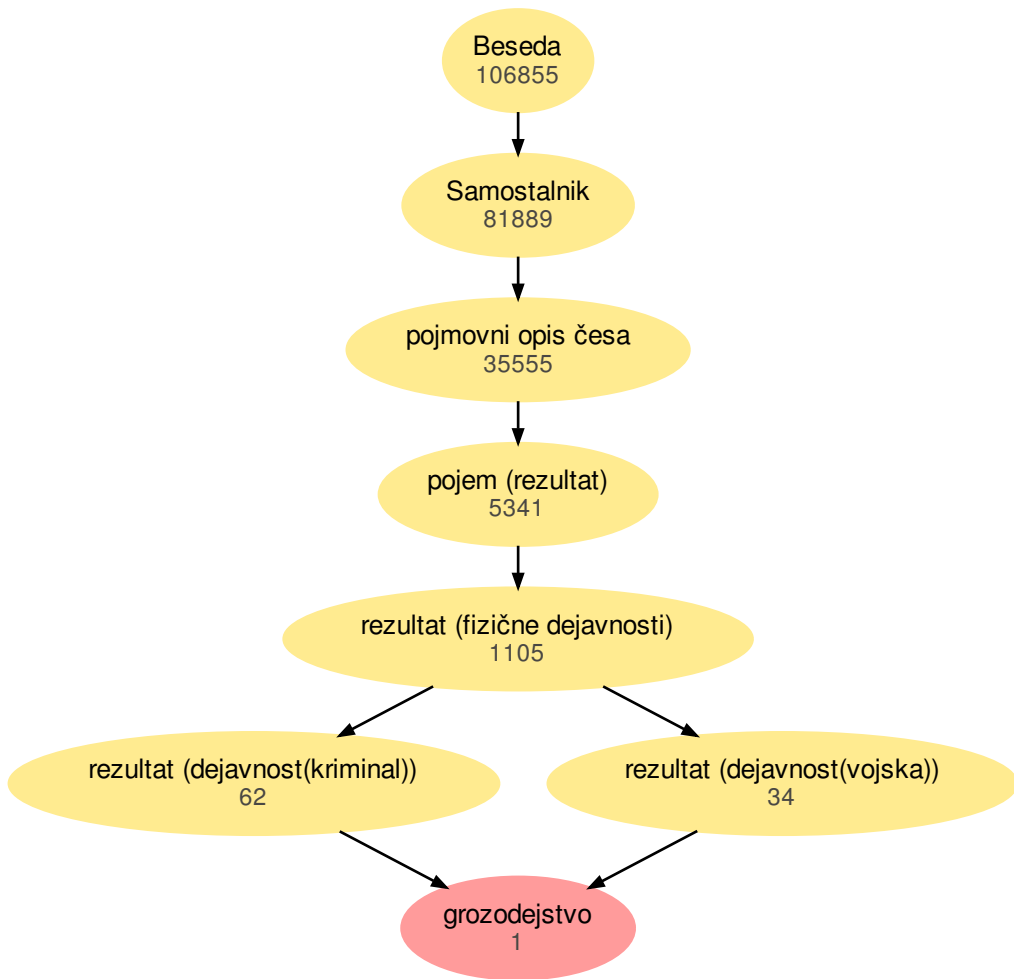 Beseda
106855
Samostalnik
81889
pojmovni opis česa
35555
pojem (rezultat)
5341
rezultat (fizične dejavnosti)
1105
rezultat (dejavnost(kriminal))
62
rezultat (dejavnost(vojska))
34
grozodejstvo
1